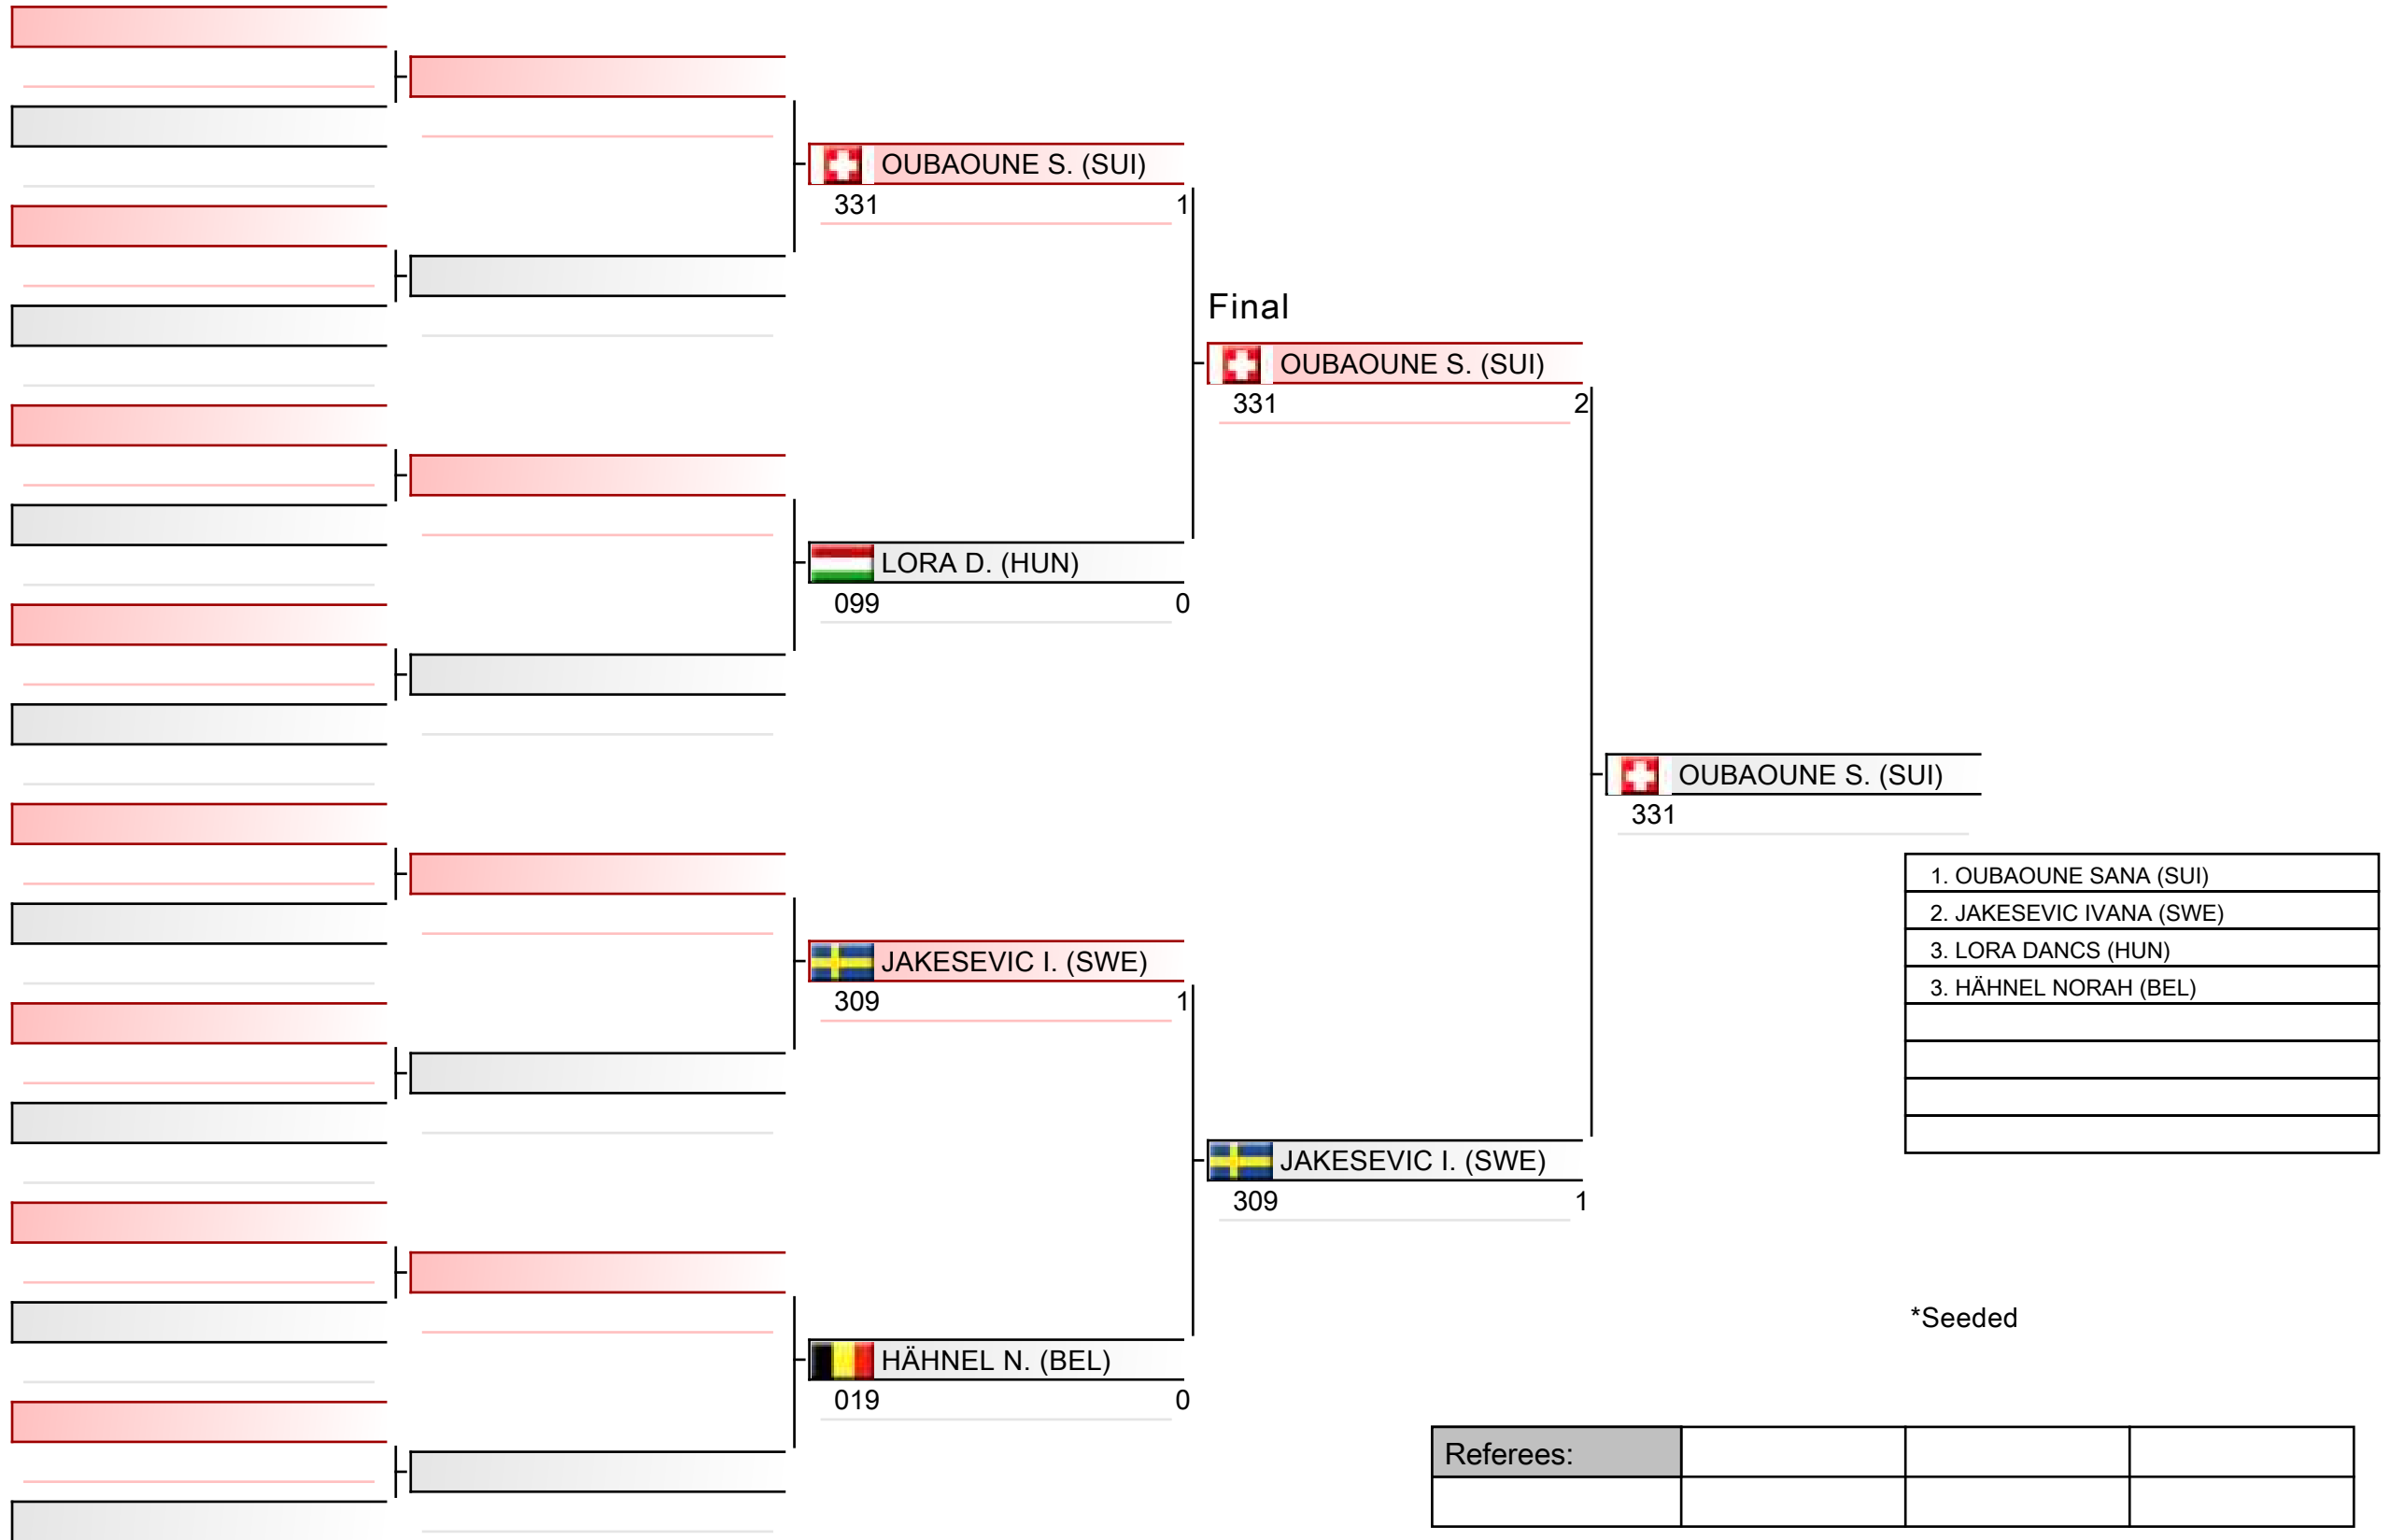 OUBAOUNE S. (SUI)
331 1
Final
OUBAOUNE S. (SUI)
331 2
LORA D. (HUN)
099 0
OUBAOUNE S. (SUI)
331
1. OUBAOUNE SANA (SUI)
2. JAKESEVIC IVANA (SWE)
3. LORA DANCS (HUN)
3. HÄHNEL NORAH (BEL)
JAKESEVIC I. (SWE)
309 1
JAKESEVIC I. (SWE)
309 1
*Seeded
HÄHNEL N. (BEL)
019 0
Referees: